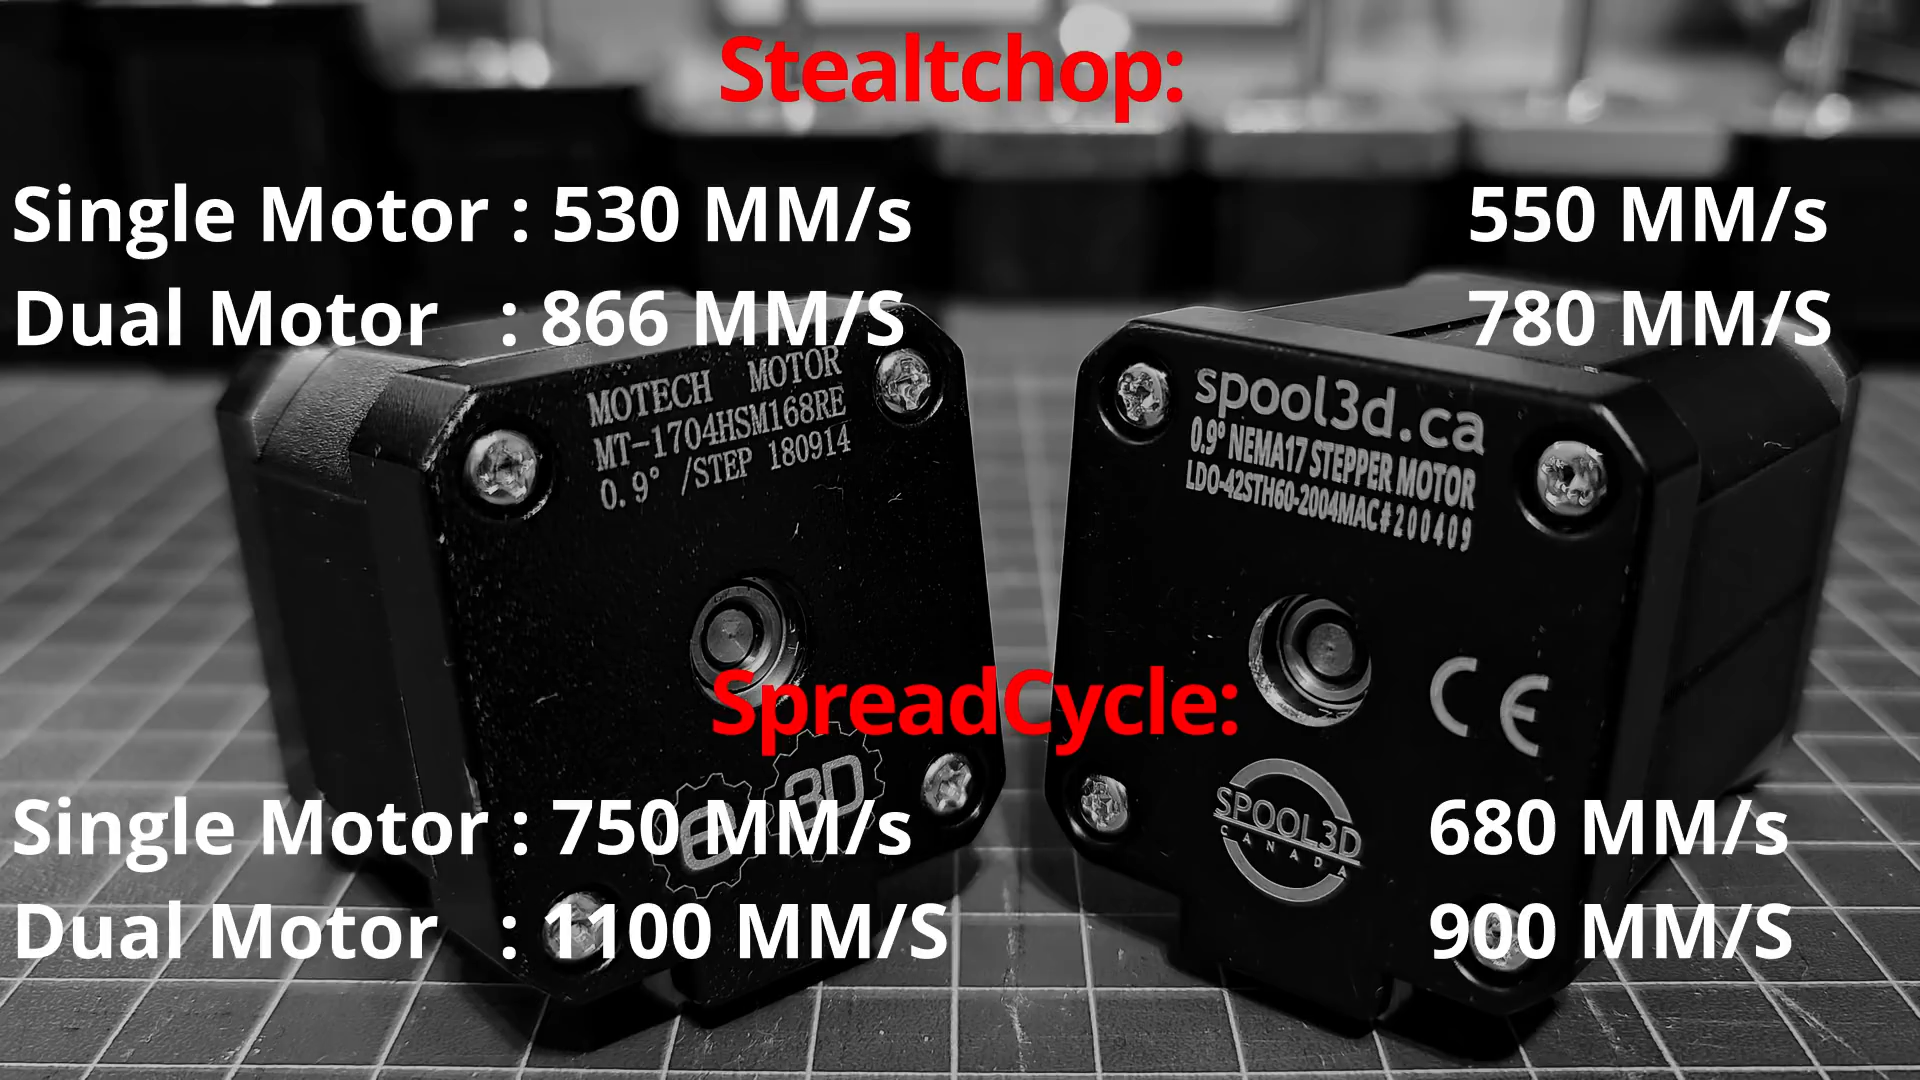 Stealtchop:
Single Motor : 530 MM/s
550 MM/s
Dual Motor : 866 MM/S
780 MM/S
MOTECH MOTOR
MT-1704HSM168RE
0.9° /STEP 180914
spool3d.ca
0.9° NEMA17 STEPPER MOTOR
LDO-42STH60-2004MAC#200409
SpreadCycle:
CE
e3D
SPOOL3D
CANADA
Single Motor : 750 MM/s
680 MM/s
Dual Motor : 1100 MM/S
900 MM/S